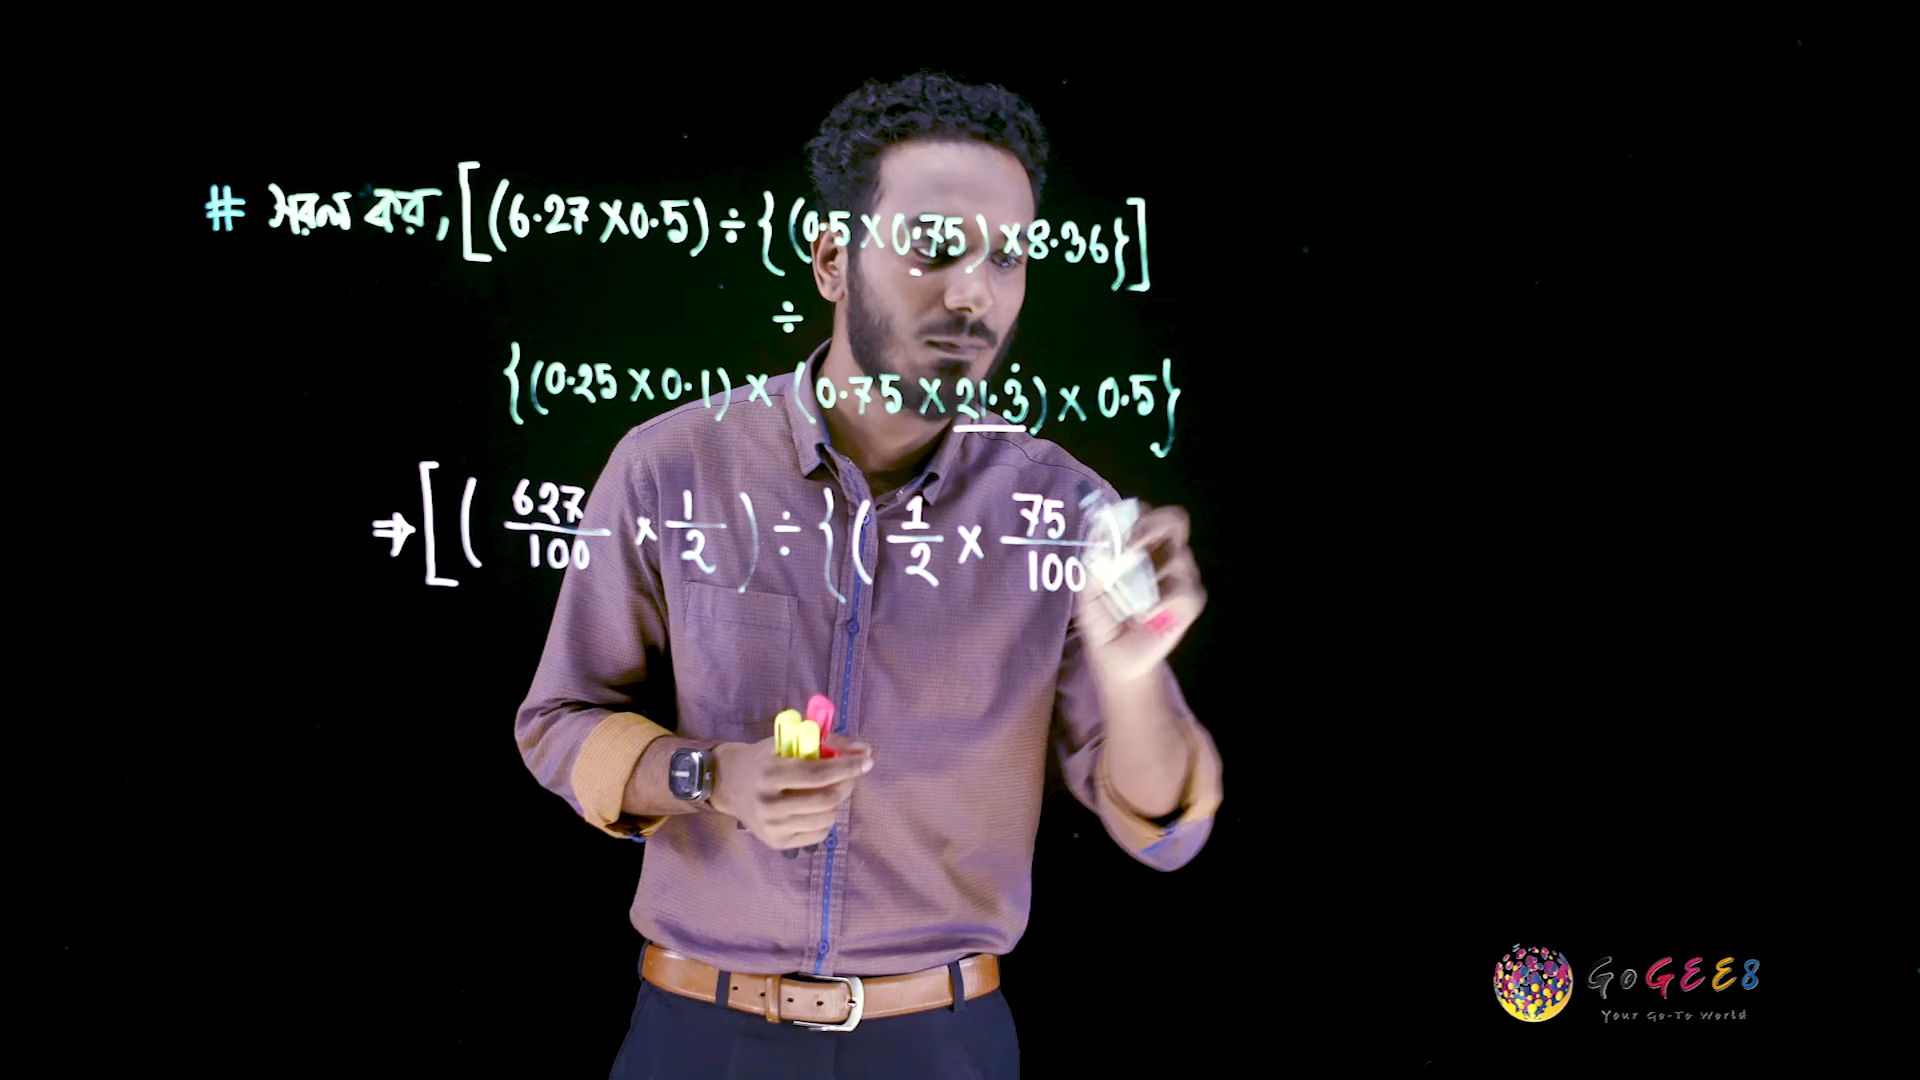 # সরল কর, [(6.27 × 0.5) ÷ {(0.5 × 0.75) × 8.36}]
÷
{(0.25 × 0.1) × (0.75 × 21.3̇) × 0.5}
⇒ [( 627/100 × 1/2 ) ÷ {( 1/2 × 75/100 )
GoGEE8
Your Go-To World